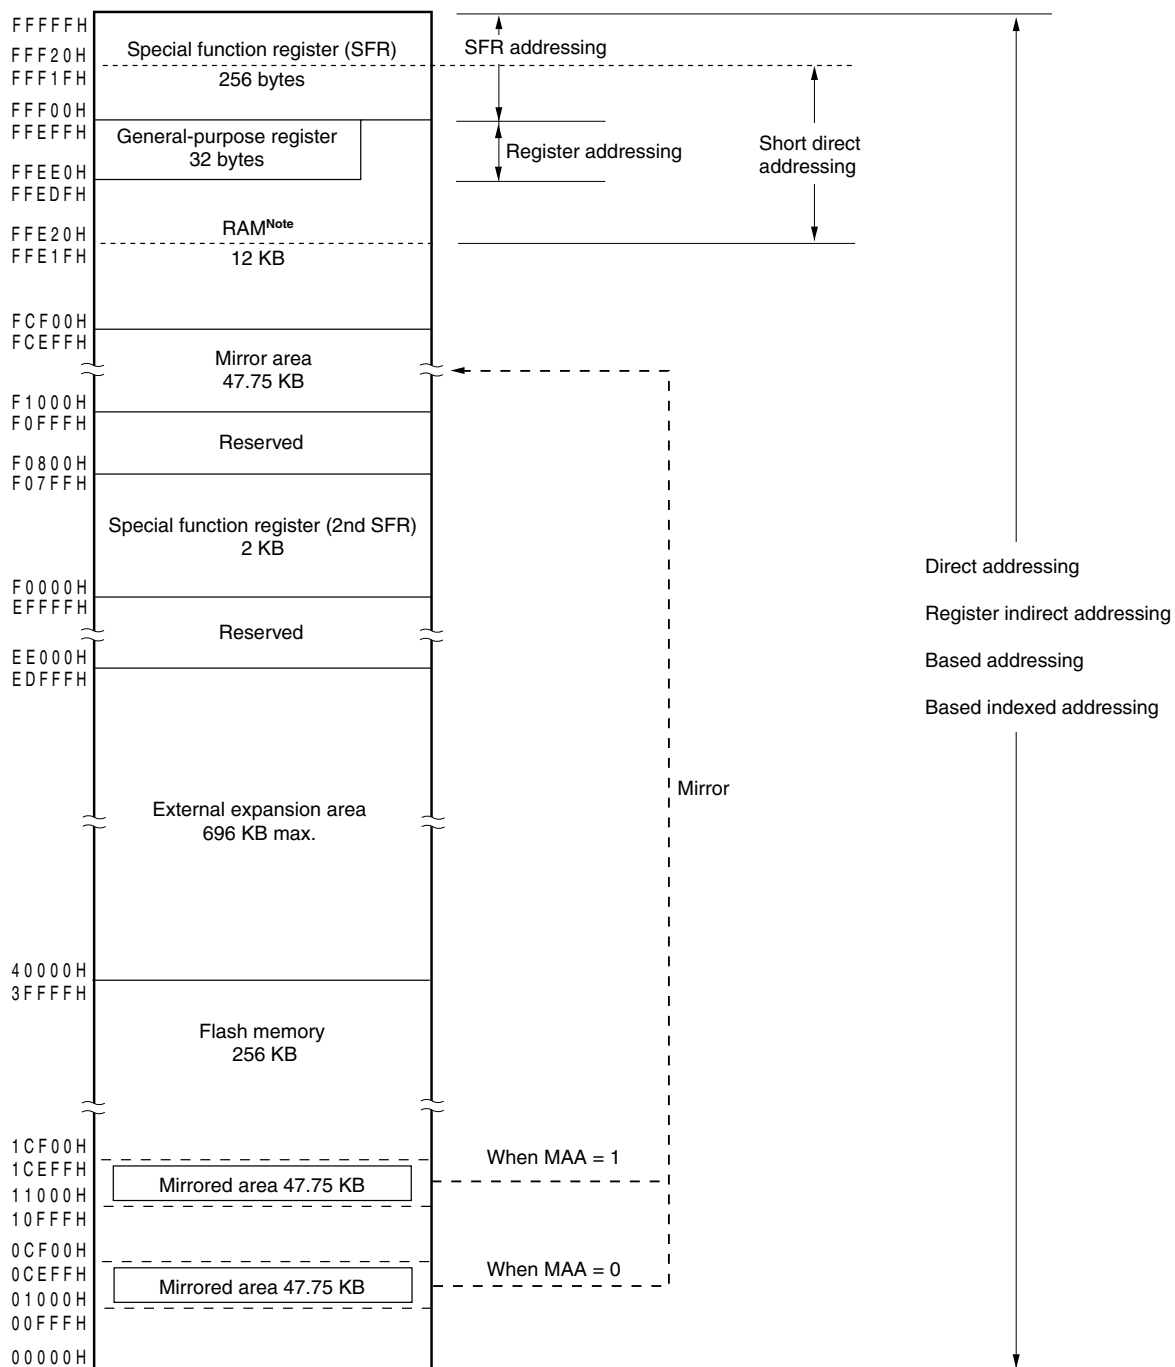 FFFFFH
SFR addressing
Special function register (SFR)
FFF20H
FFF1FH
256 bytes
FFF00H
FFEFFH
General-purpose register
32 bytes
Register addressing
Short direct
addressing
FFEE0H
FFEDFH
RAMNote
FFE20H
FFE1FH
12 KB
FCF00H
FCEFFH
Mirror area
47.75 KB
F1000H
F0FFFH
Reserved
F0800H
F07FFH
Special function register (2nd SFR)
2 KB
Direct addressing
F0000H
EFFFFH
Register indirect addressing
Reserved
EE000H
EDFFFH
Based addressing
Based indexed addressing
Mirror
External expansion area
696 KB max.
40000H
3FFFFH
Flash memory
256 KB
1CF00H
1CEFFH
When MAA = 1
Mirrored area 47.75 KB
11000H
10FFFH
0CF00H
0CEFFH
When MAA = 0
Mirrored area 47.75 KB
01000H
00FFFH
00000H